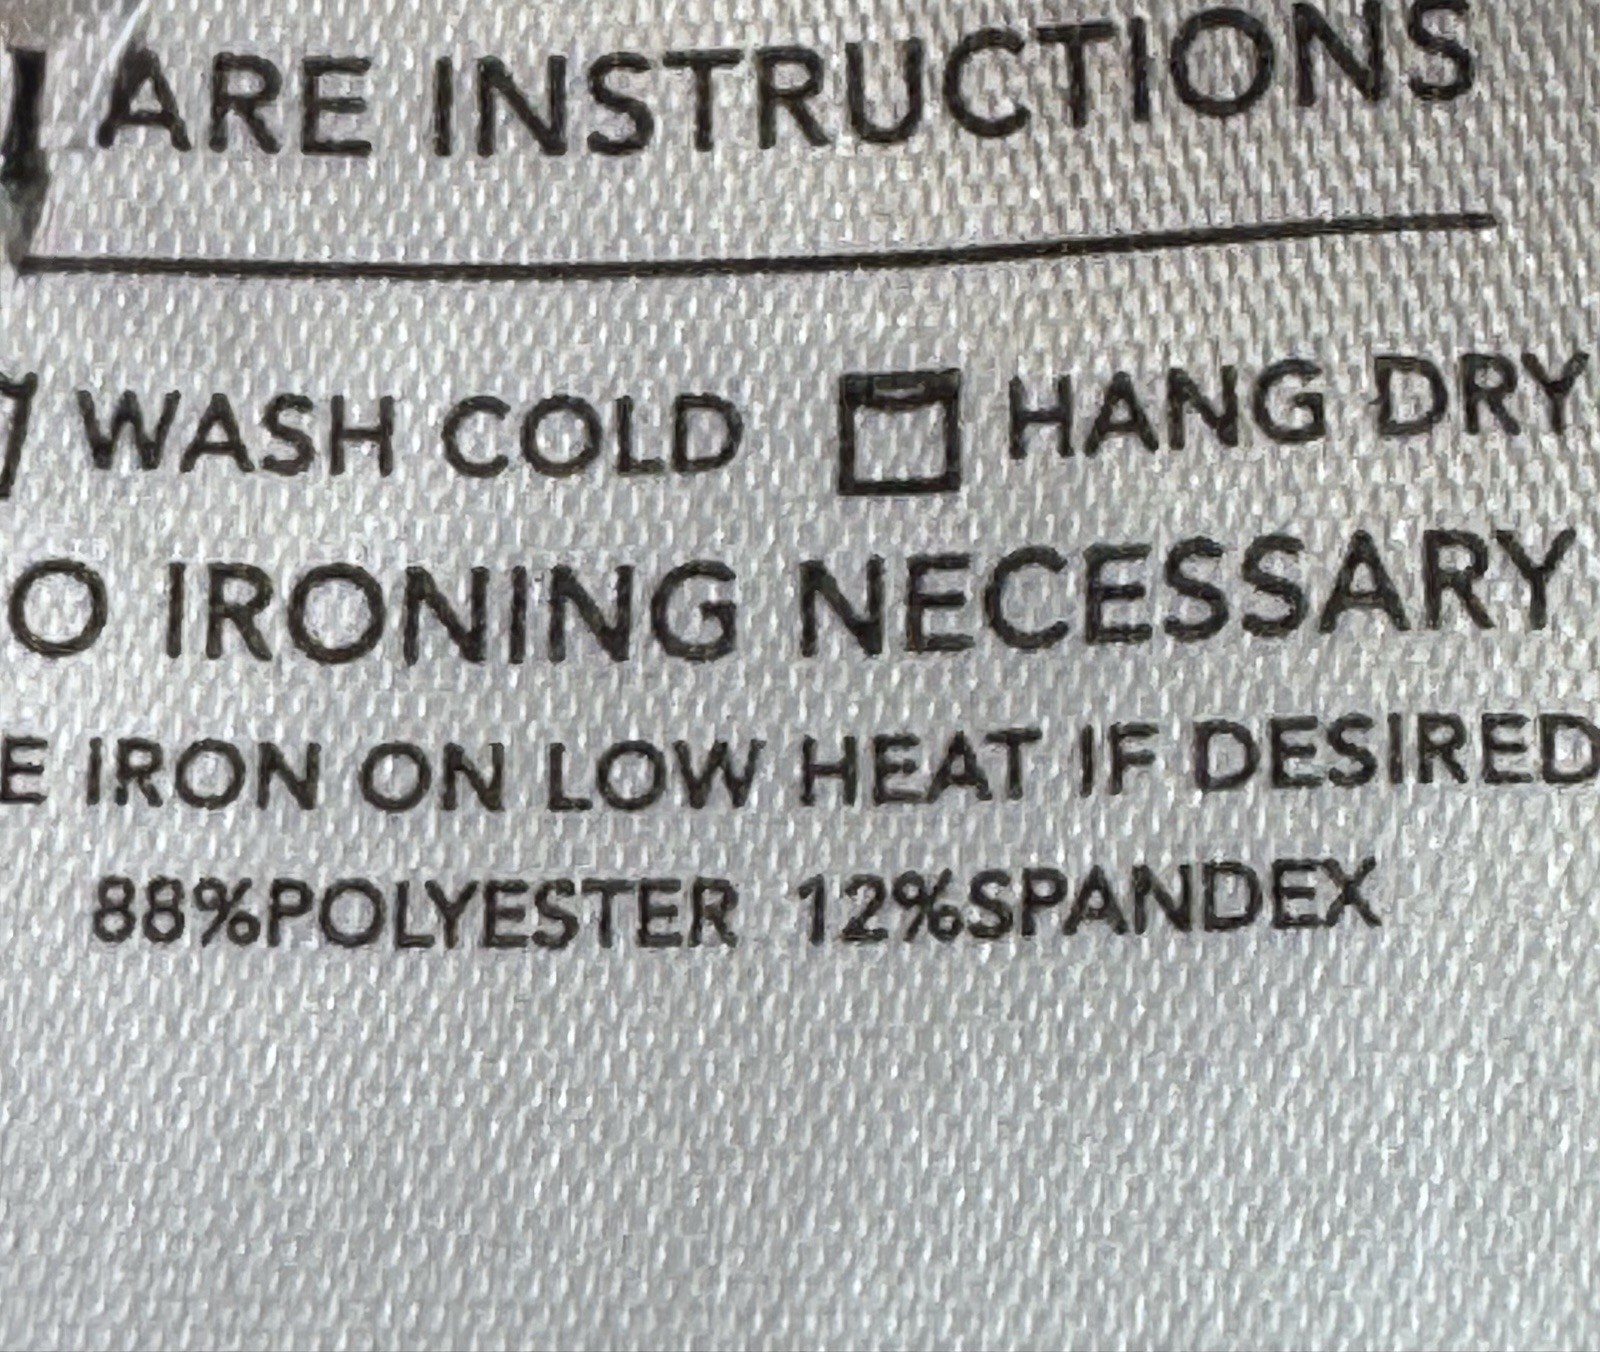 ARE INSTRUCTIONS
WASH COLD HANG DRY
O IRONING NECESSARY
E IRON ON LOW HEAT IF DESIRED
88%POLYESTER 12%SPANDEX